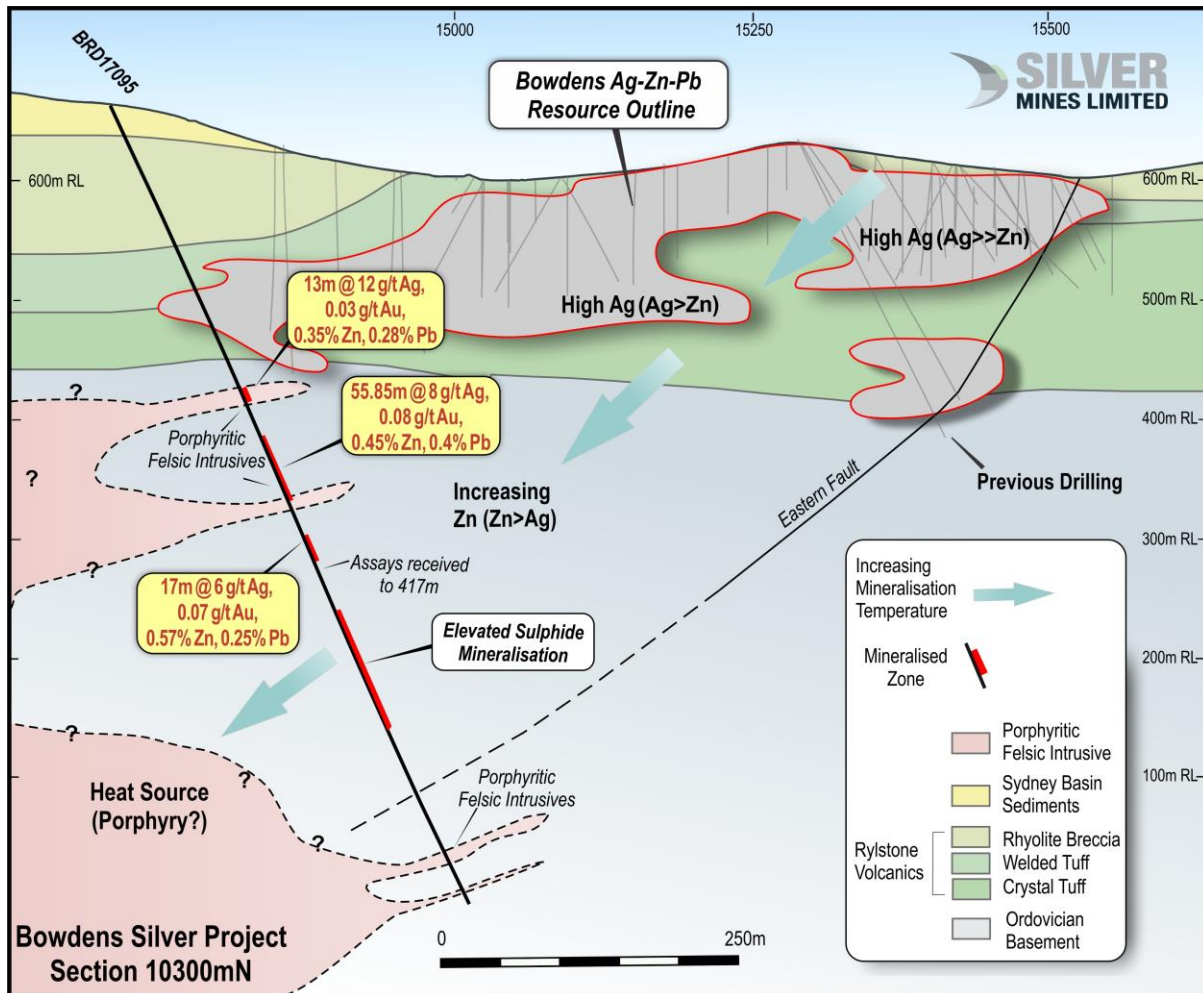 BRD17095
15000
15250
15500
SILVER
MINES LIMITED
Bowdens Ag-Zn-Pb
Resource Outline
600m RL
600m RL
High Ag (Ag>>Zn)
High Ag (Ag>Zn)
500m RL
13m @ 12 g/t Ag,
0.03 g/t Au,
0.35% Zn, 0.28% Pb
?
55.85m @ 8 g/t Ag,
0.08 g/t Au,
0.45% Zn, 0.4% Pb
400m RL
Porphyritic
Felsic Intrusives
?
Increasing
Zn (Zn>Ag)
Previous Drilling
Eastern Fault
?
300m RL
Assays received
to 417m
?
17m @ 6 g/t Ag,
0.07 g/t Au,
0.57% Zn, 0.25% Pb
Elevated Sulphide
Mineralisation
200m RL
?
?
Heat Source
(Porphyry?)
?
Porphyritic
Felsic Intrusives
100m RL
Bowdens Silver Project
Section 10300mN
0
250m
Increasing
Mineralisation
Temperature
Mineralised
Zone
Porphyritic
Felsic Intrusive
Sydney Basin
Sediments
Rylstone
Volcanics
Rhyolite Breccia
Welded Tuff
Crystal Tuff
Ordovician
Basement